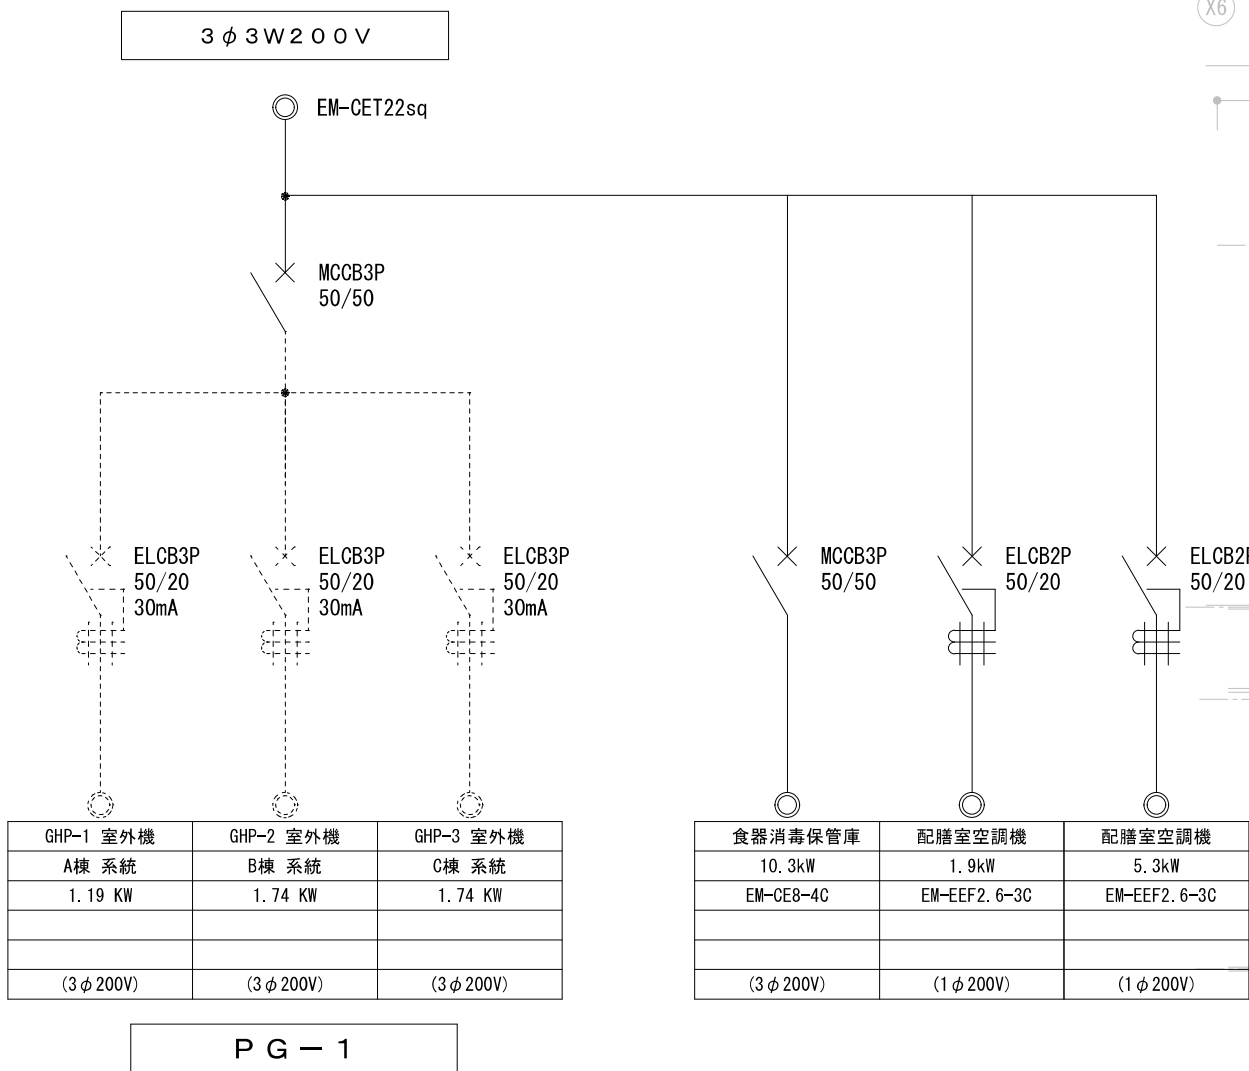 X6
３φ３Ｗ２００Ｖ
EM-CET22sq
MCCB3P
50/50
ELCB3P
50/20
30mA
ELCB3P
50/20
30mA
ELCB3P
50/20
30mA
MCCB3P
50/50
ELCB2P
50/20
ELCB2P
50/20
GHP-1 室外機
GHP-2 室外機
GHP-3 室外機
A棟 系統
B棟 系統
C棟 系統
1.19 KW
1.74 KW
1.74 KW
(3φ200V)
(3φ200V)
(3φ200V)
食器消毒保管庫
配膳室空調機
配膳室空調機
10.3kW
1.9kW
5.3kW
EM-CE8-4C
EM-EEF2.6-3C
EM-EEF2.6-3C
(3φ200V)
(1φ200V)
(1φ200V)
ＰＧ－１